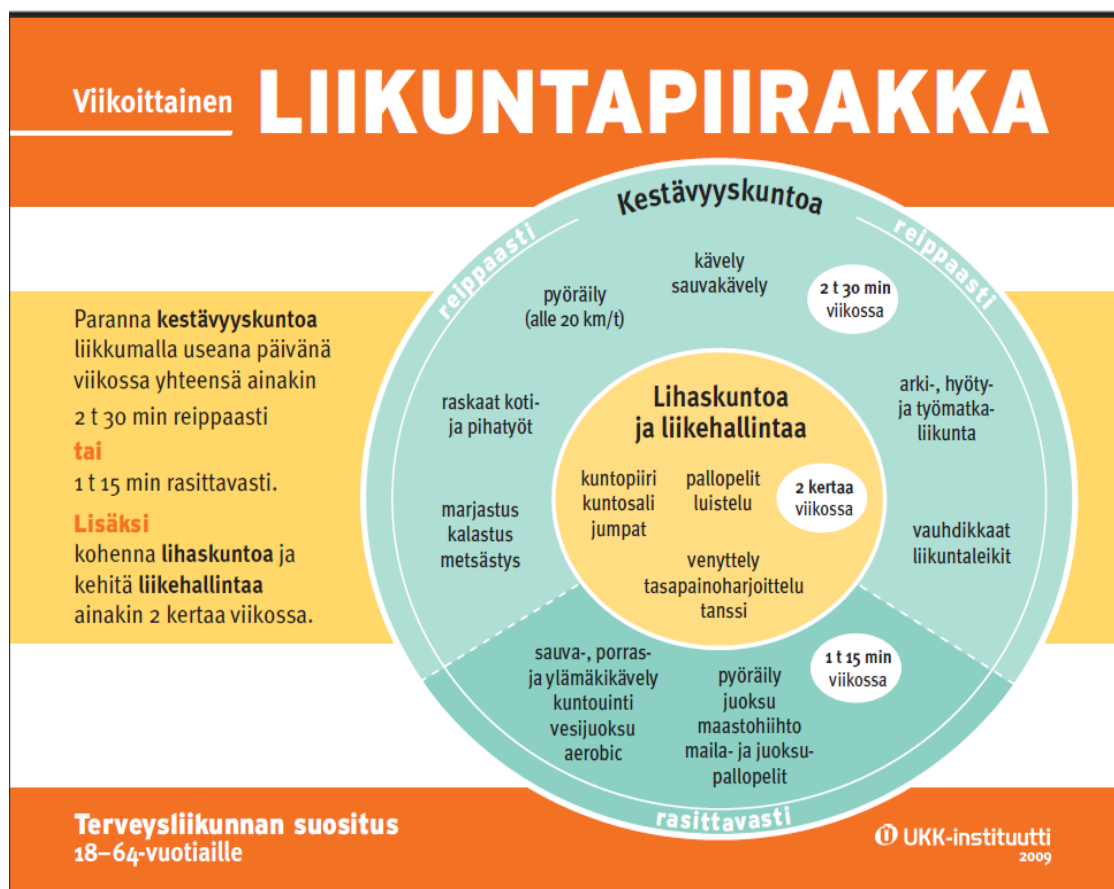 Viikoittainen LIIKUNTAPIIRAKKA
Paranna kestävyyskuntoa
liikkumalla useana päivänä
viikossa yhteensä ainakin
2 t 30 min reippaasti
tai
1 t 15 min rasittavasti.
Lisäksi
kohenna lihaskuntoa ja
kehitä liikehallintaa
ainakin 2 kertaa viikossa.
Kestävyyskuntoa
reippaasti
reippaasti
kävely
sauvakävely
2 t 30 min
viikossa
pyöräily
(alle 20 km/t)
raskaat koti-
ja pihatyöt
arki-, hyöty-
ja työmatka-
liikunta
marjastus
kalastus
metsästys
vauhdikkaat
liikuntaleikit
Lihaskuntoa
ja liikehallintaa
kuntopiiri
kuntosali
jumpat
pallopelit
luistelu
2 kertaa
viikossa
venyttely
tasapainoharjoittelu
tanssi
sauva-, porras-
ja ylämäkikävely
kuntouinti
vesijuoksu
aerobic
pyöräily
juoksu
maastohiihto
maila- ja juoksu-
pallopelit
1 t 15 min
viikossa
rasittavasti
Terveysliikunnan suositus
18–64-vuotiaille
UKK-instituutti
2009